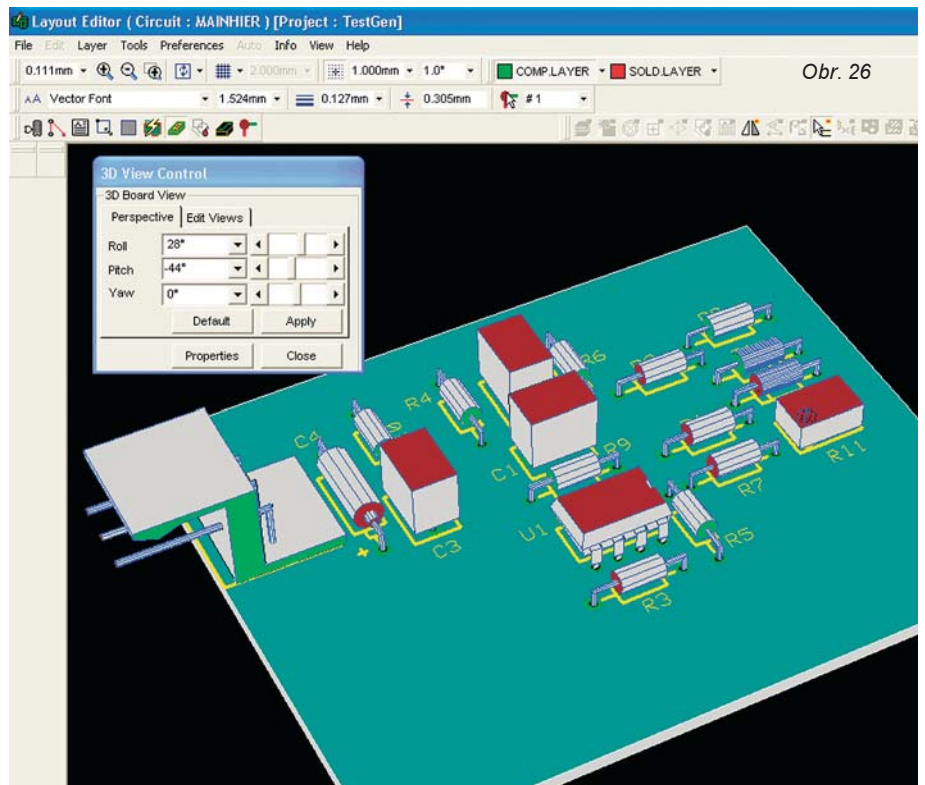 Layout Editor ( Circuit : MAINHIER ) [Project : TestGen]
File Edit Layer Tools Preferences Auto Info View Help
0.111mm 2.000mm 1.000mm 1.0° COMP.LAYER SOLD.LAYER
Obr. 26
AA Vector Font 1.524mm 0.127mm 0.305mm #1
3D View Control
3D Board View
Perspective Edit Views
Roll 28°
Pitch -44°
Yaw 0°
Default Apply
Properties Close
R6
R4
C4
C1
R9
R11
R7
U1
C3
R5
R3
+